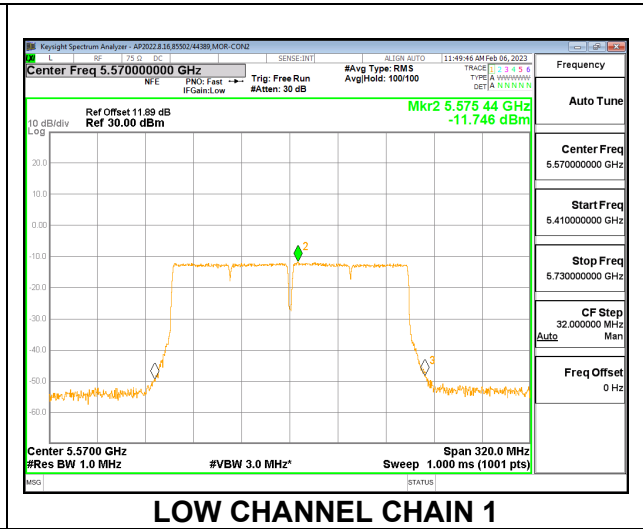 Keysight Spectrum Analyzer - AP2022.8.16,85502/44389,MOR-CON2
L RF 75 Ω DC SENSE:INT ALIGN AUTO 11:49:46 AM Feb 06, 2023
Center Freq 5.570000000 GHz
NFE PNO: Fast Trig: Free Run #Avg Type: RMS TRACE 1 2 3 4 5 6
IFGain:Low #Atten: 30 dB Avg|Hold: 100/100 TYPE A WWWWW
DET A N N N N N
Frequency
Auto Tune
Center Freq
5.570000000 GHz
Start Freq
5.410000000 GHz
Stop Freq
5.730000000 GHz
CF Step
32.000000 MHz
Auto Man
Freq Offset
0 Hz
Mkr2 5.575 44 GHz
-11.746 dBm
Ref Offset 11.89 dB
10 dB/div Ref 30.00 dBm
Log
20.0
10.0
0.00
-10.0
-20.0
-30.0
-40.0
-50.0
-60.0
2
3
Center 5.5700 GHz Span 320.0 MHz
#Res BW 1.0 MHz #VBW 3.0 MHz* Sweep 1.000 ms (1001 pts)
MSG STATUS
LOW CHANNEL CHAIN 1